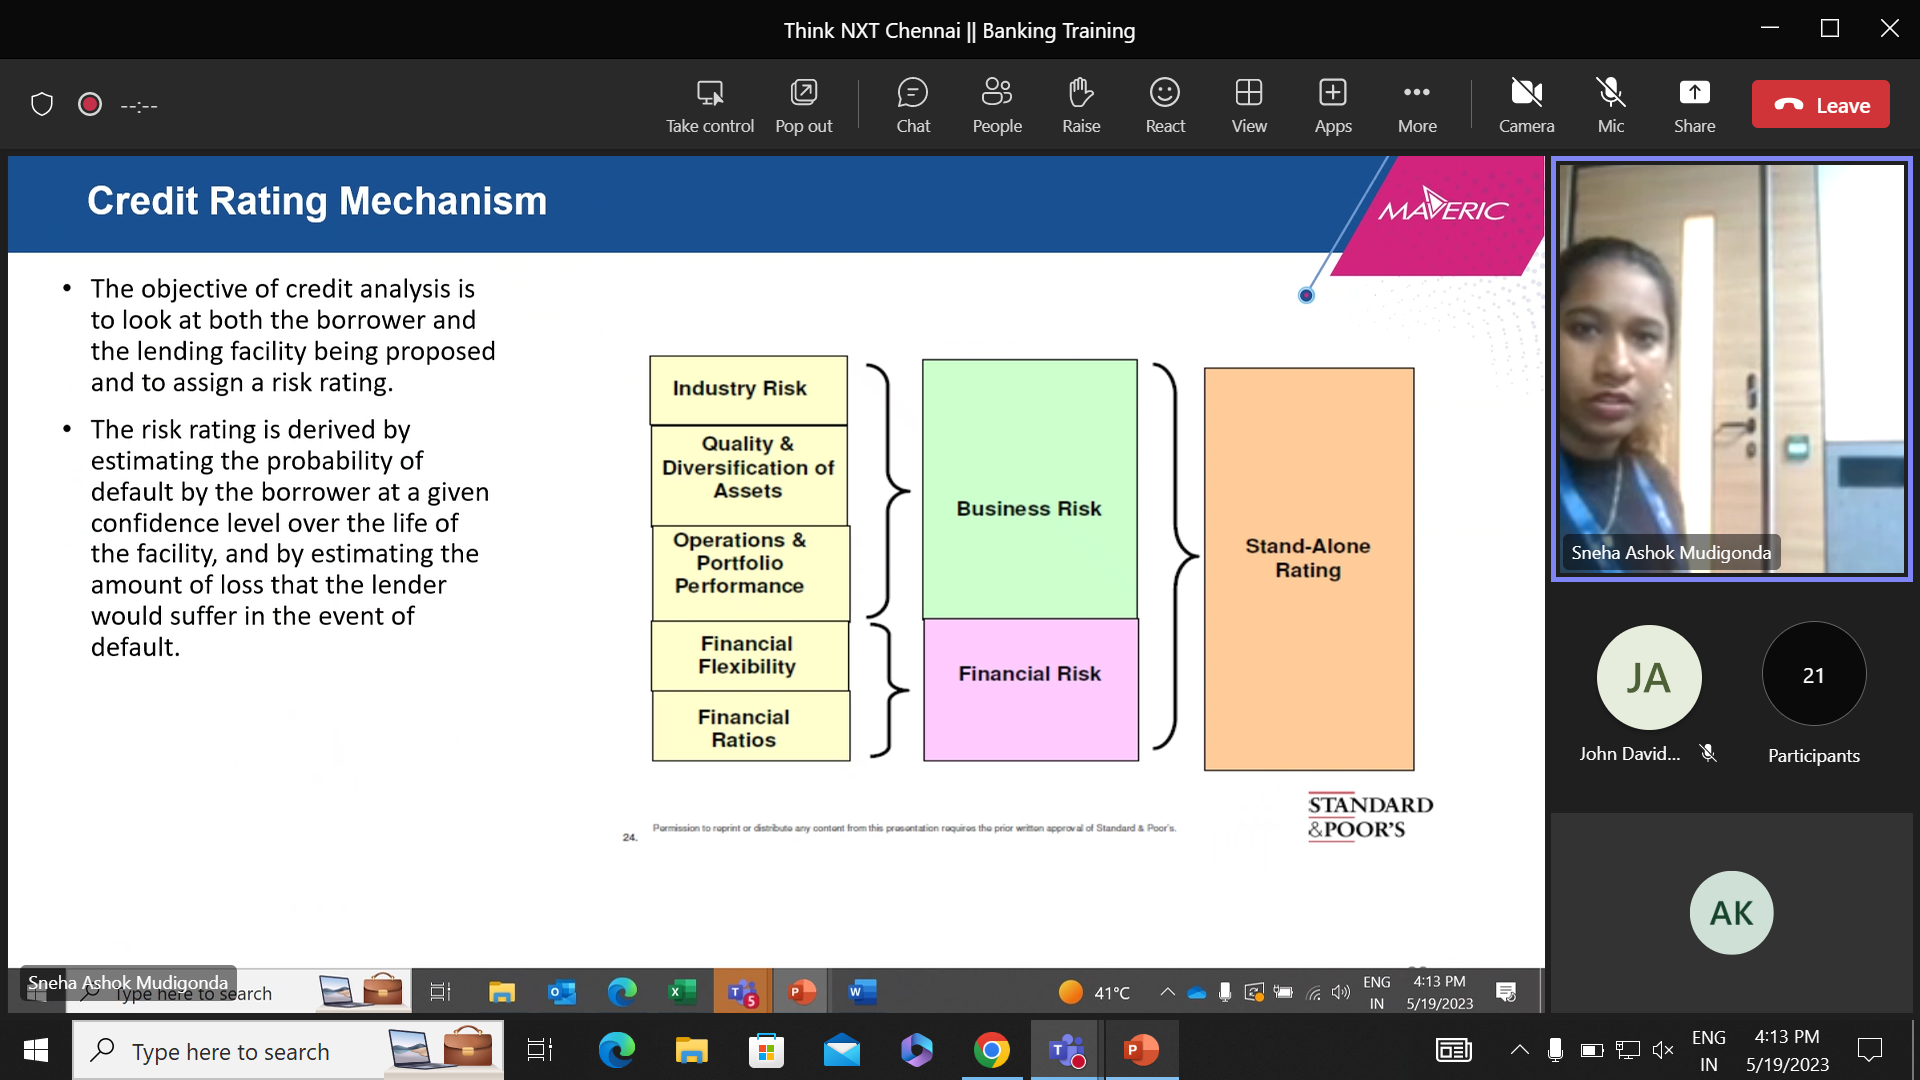 Think NXT Chennai || Banking Training
--:--
Take control
Pop out
Chat
People
Raise
React
View
Apps
More
Camera
Mic
Share
Leave
Credit Rating Mechanism
MAVERIC
• The objective of credit analysis is
to look at both the borrower and
the lending facility being proposed
and to assign a risk rating.
• The risk rating is derived by
estimating the probability of
default by the borrower at a given
confidence level over the life of
the facility, and by estimating the
amount of loss that the lender
would suffer in the event of
default.
Industry Risk
Quality &
Diversification of
Assets
Operations &
Portfolio
Performance
Financial
Flexibility
Financial
Ratios
Business Risk
Financial Risk
Stand-Alone
Rating
STANDARD
&POOR'S
24.
Permission to reprint or distribute any content from this presentation requires the prior written approval of Standard & Poor's.
Sneha Ashok Mudigonda
JA
John David...
21
Participants
AK
Sneha Ashok Mudigonda
Type here to search
5
41°C
ENG
IN
4:13 PM
5/19/2023
Type here to search
ENG
IN
4:13 PM
5/19/2023